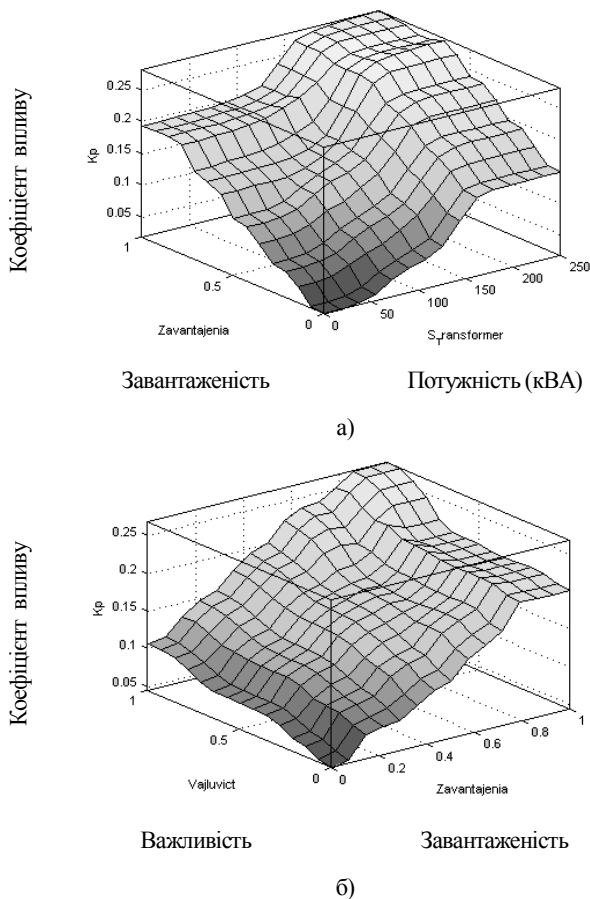 Коефіцієнт впливу
Kp
0.25
0.2
0.15
0.1
0.05
1
0.5
0
0
50
100
150
200
250
Zavantajenia
S_Transformer
Завантаженість
Потужність (кВА)
а)
Коефіцієнт впливу
Kp
0.25
0.2
0.15
0.1
0.05
1
0.5
0
0
0.2
0.4
0.6
0.8
1
Vajluvict
Zavantajenia
Важливість
Завантаженість
б)